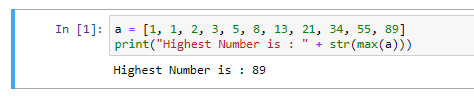 In [1]: a = [1, 1, 2, 3, 5, 8, 13, 21, 34, 55, 89]
print("Highest Number is : " + str(max(a)))
Highest Number is : 89